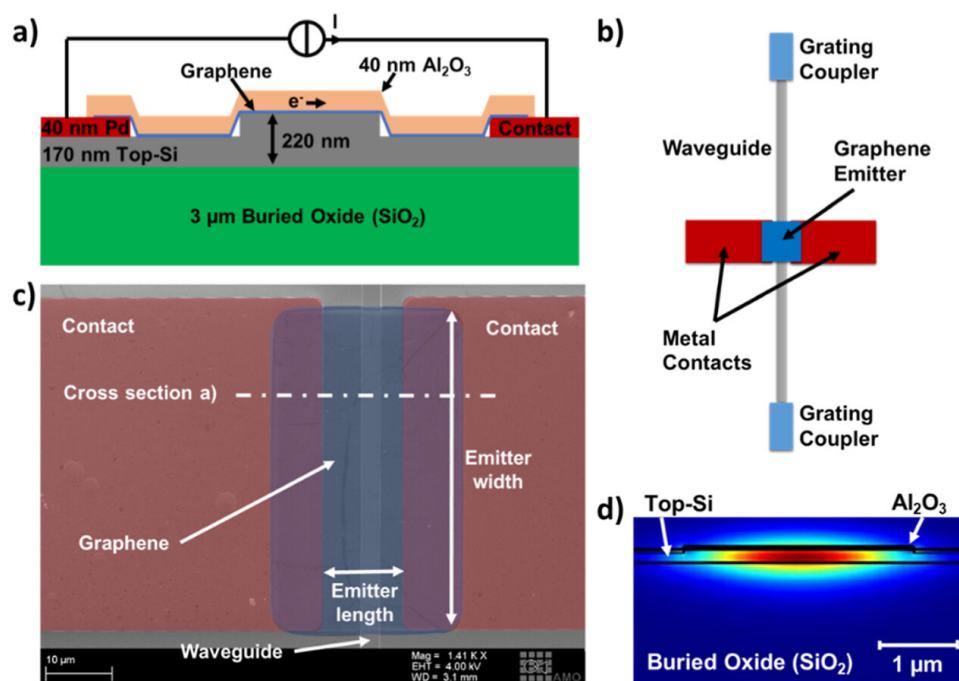 a)
I
Graphene
40 nm Al₂O₃
e⁻
40 nm Pd
Contact
220 nm
170 nm Top-Si
3 µm Buried Oxide (SiO₂)
b)
Grating
Coupler
Waveguide
Graphene
Emitter
Metal
Contacts
Grating
Coupler
c)
Contact
Contact
Cross section a)
Emitter
width
Graphene
Emitter
length
Waveguide
10 µm
Mag = 1.41 K X
EHT = 4.00 kV
WD = 3.1 mm
AMO
d)
Top-Si
Al₂O₃
Buried Oxide (SiO₂)
1 µm